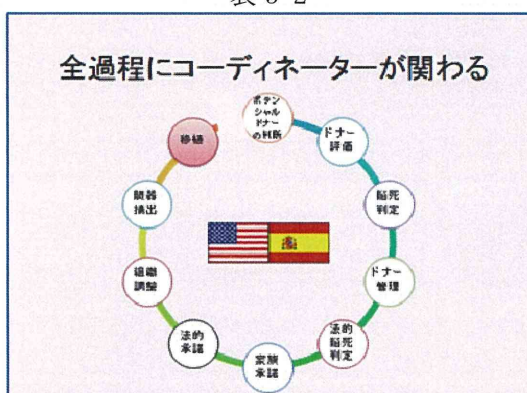 表5-2
全過程にコーディネーターが関わる
ポテン
シャル
ドナー
の判断
ドナー
評価
脳死
判定
ドナー
管理
法的
脳死
判定
家族
承諾
法的
承諾
組織
調整
臓器
摘出
移植